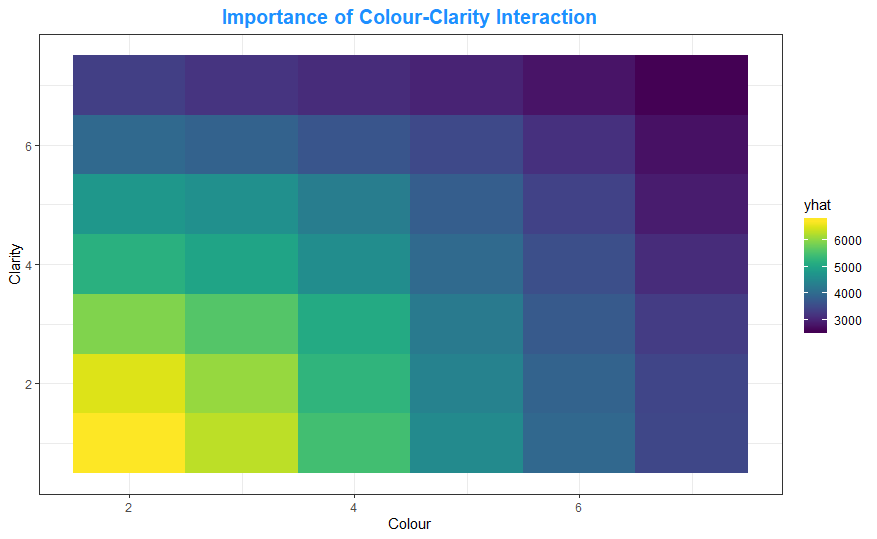 Importance of Colour-Clarity Interaction
6
4
2
Clarity
2
4
6
Colour
yhat
6000
5000
4000
3000